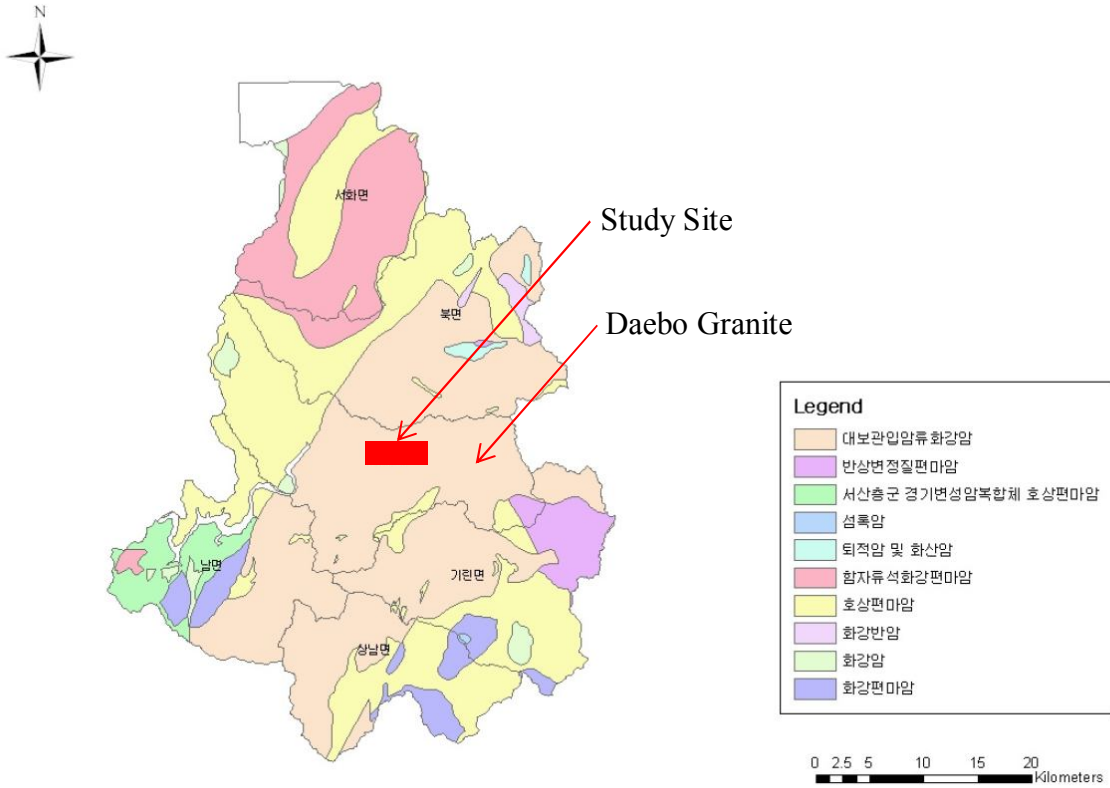 N
서화면
Study Site
북면
Daebo Granite
남면
기린면
상남면
Legend
대보관입암류화강암
반상변정질편마암
서산층군 경기변성암복합체 호상편마암
섬록암
퇴적암 및 화산암
함자류석화강편마암
호상편마암
화강반암
화강암
화강편마암
0 2.5 5 10 15 20
Kilometers